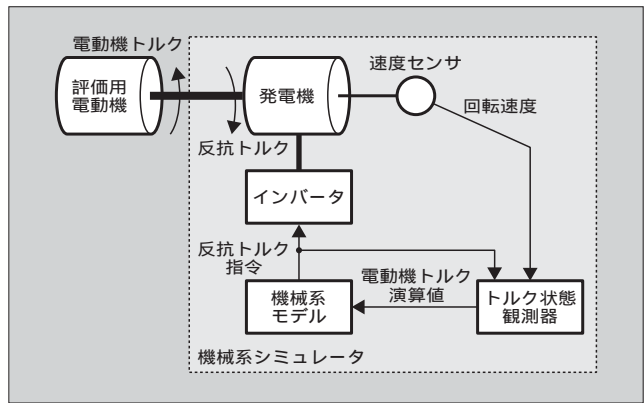 電動機トルク
評価用
電動機
発電機
速度センサ
回転速度
反抗トルク
インバータ
反抗トルク
指令
電動機トルク
演算値
機械系
モデル
トルク状態
観測器
機械系シミュレータ